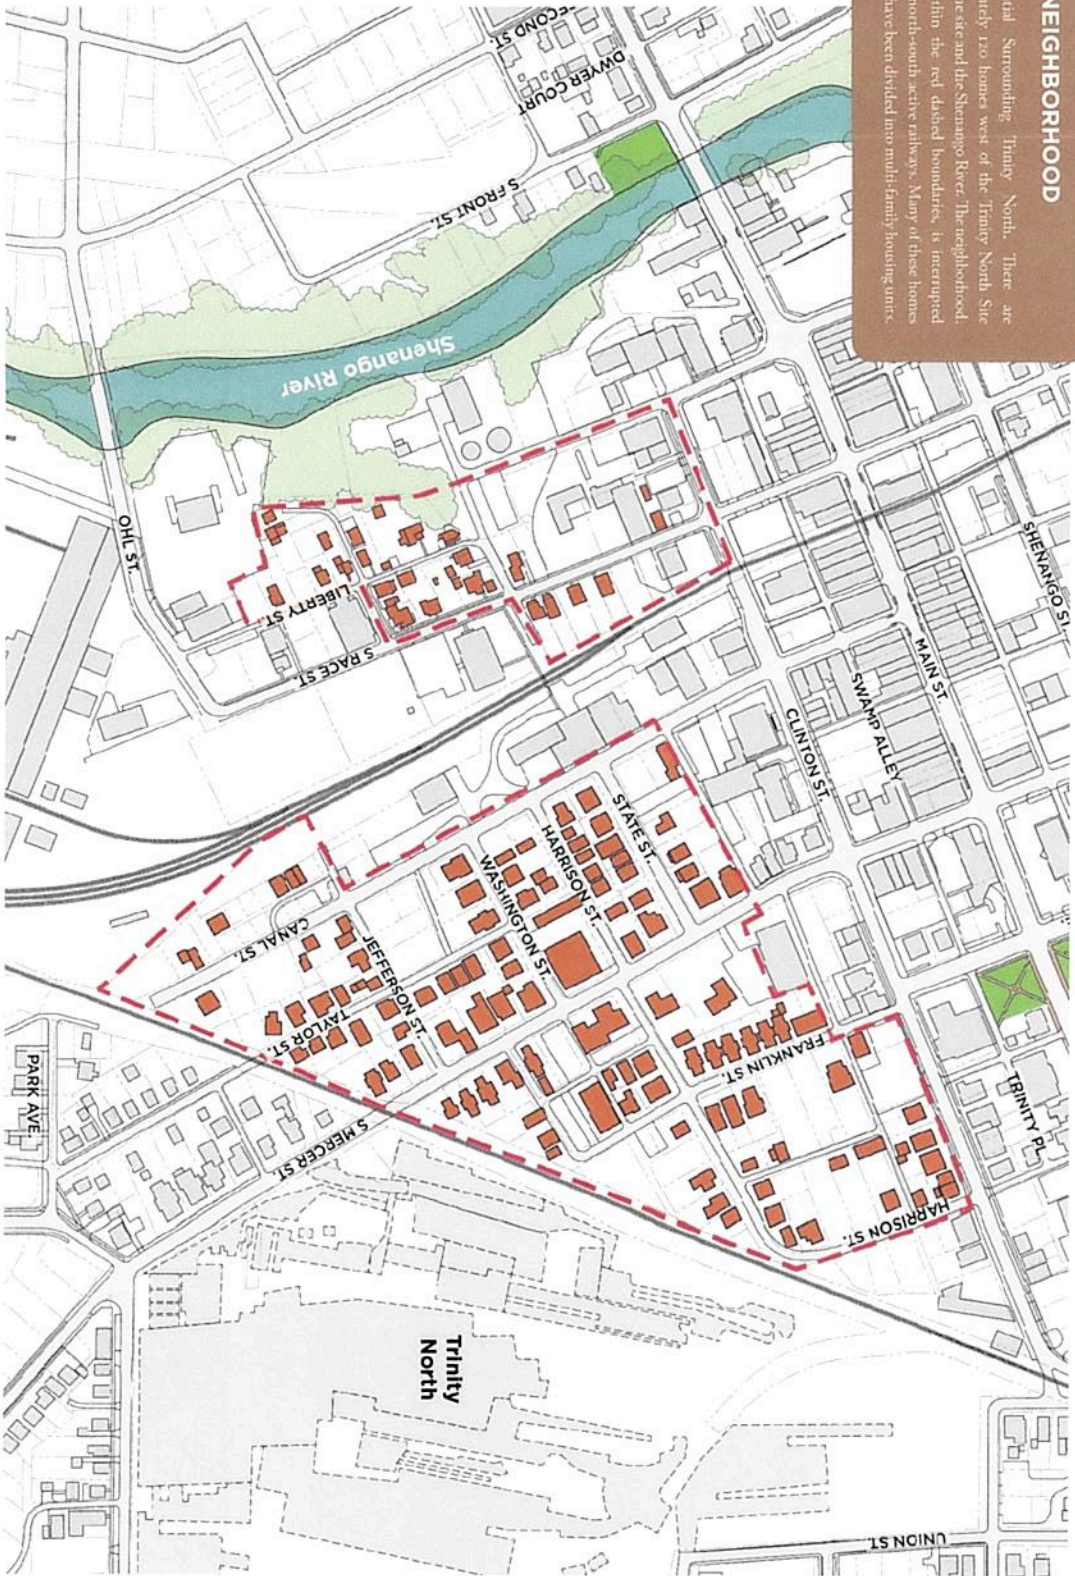 NEIGHBORHOOD
Surrounding Trinity North. There are
120 homes west of the Trinity North Site
site and the Shenango River. The neighborhood,
the red dashed boundaries, is interrupted
north-south active railways. Many of these homes
have been divided into multi-family housing units.
SECOND ST.
DWYER COURT
S FRONT ST.
Shenango River
OHL ST.
LIBERTY ST.
S RACE ST.
SHENANGO ST.
MAIN ST.
SWAMP ALLEY
CLINTON ST.
STATE ST.
HARRISON ST.
WASHINGTON ST.
CANAL ST.
JEFFERSON ST.
TAYLOR ST.
FRANKLIN ST.
TRINITY PL
HARRISON ST.
S MERCER ST.
PARK AVE.
Trinity
North
UNION ST.